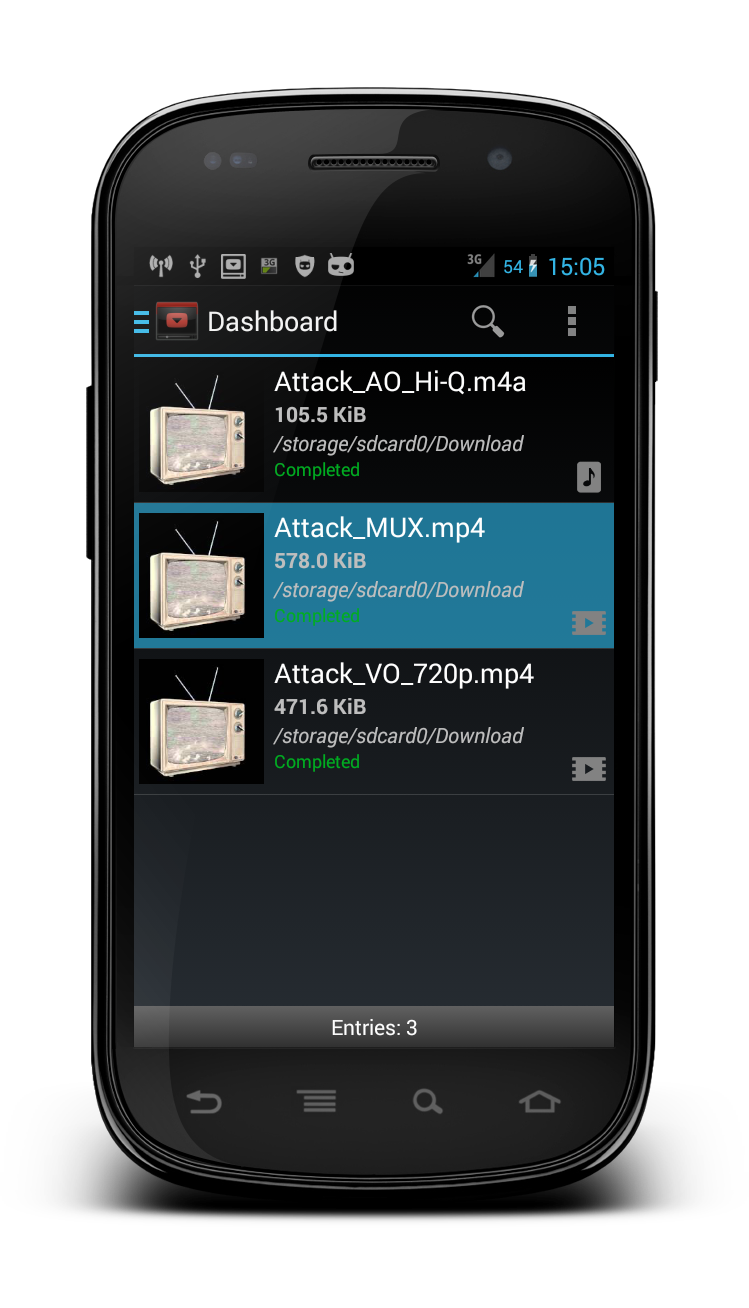 3G 3G 54 15:05
Dashboard
Attack_AO_Hi-Q.m4a
105.5 KiB
/storage/sdcard0/Download
Completed
Attack_MUX.mp4
578.0 KiB
/storage/sdcard0/Download
Completed
Attack_VO_720p.mp4
471.6 KiB
/storage/sdcard0/Download
Completed
Entries: 3